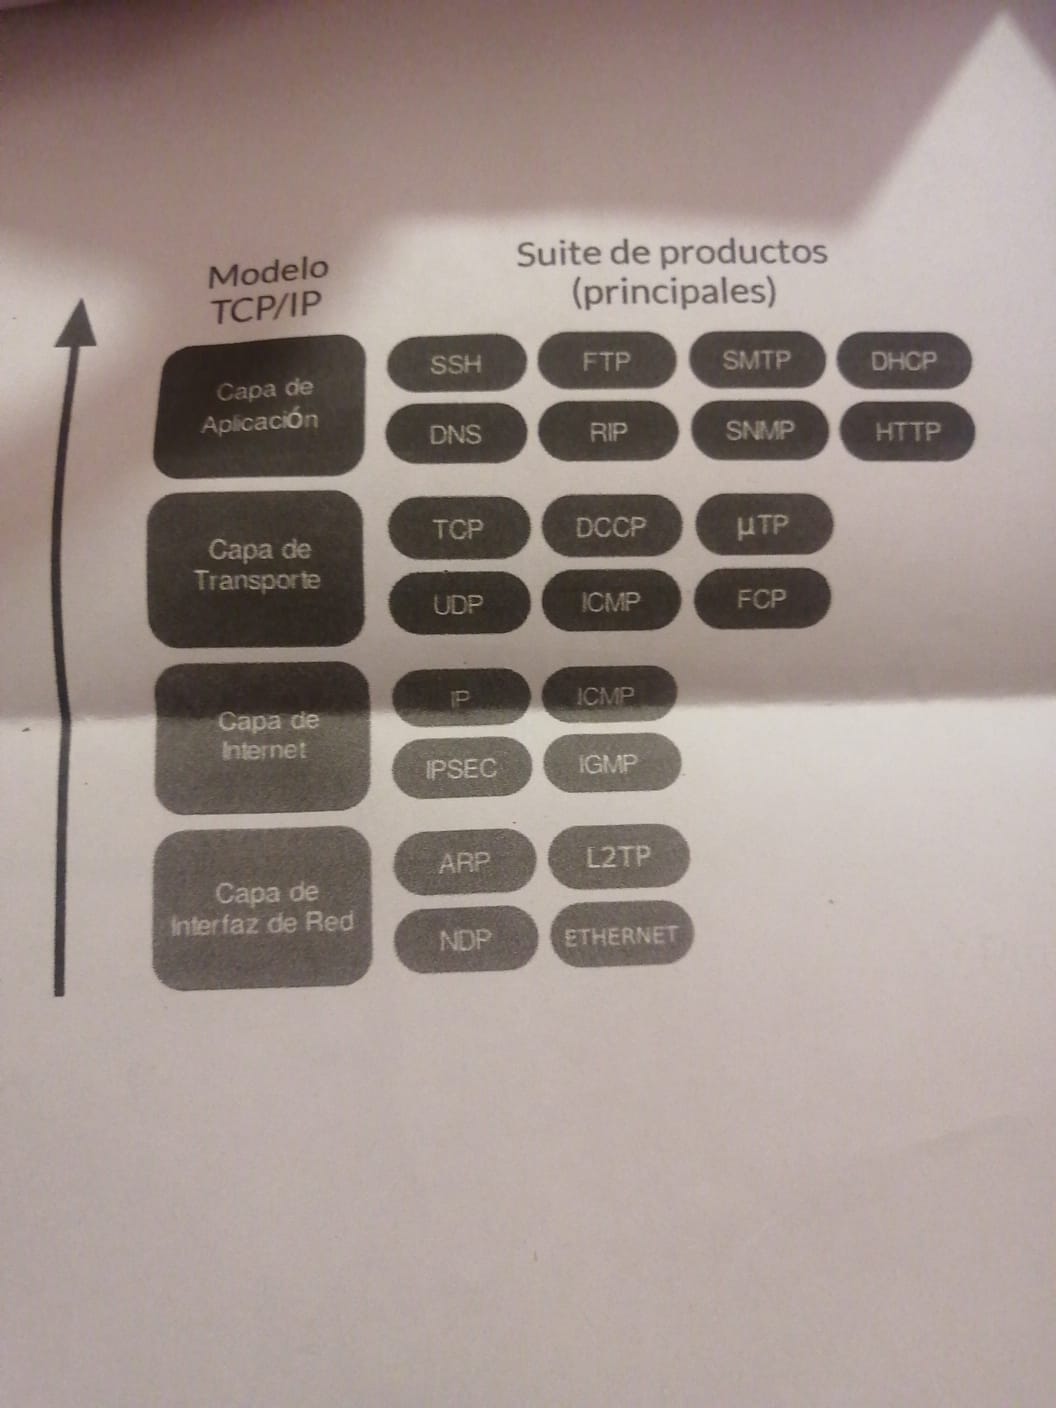 Modelo
TCP/IP
Suite de productos
(principales)
Capa de
Aplicación
SSH FTP SMTP DHCP
DNS RIP SNMP HTTP
Capa de
Transporte
TCP DCCP µTP
UDP ICMP FCP
Capa de
Internet
IP ICMP
IPSEC IGMP
Capa de
Interfaz de Red
ARP L2TP
NDP ETHERNET